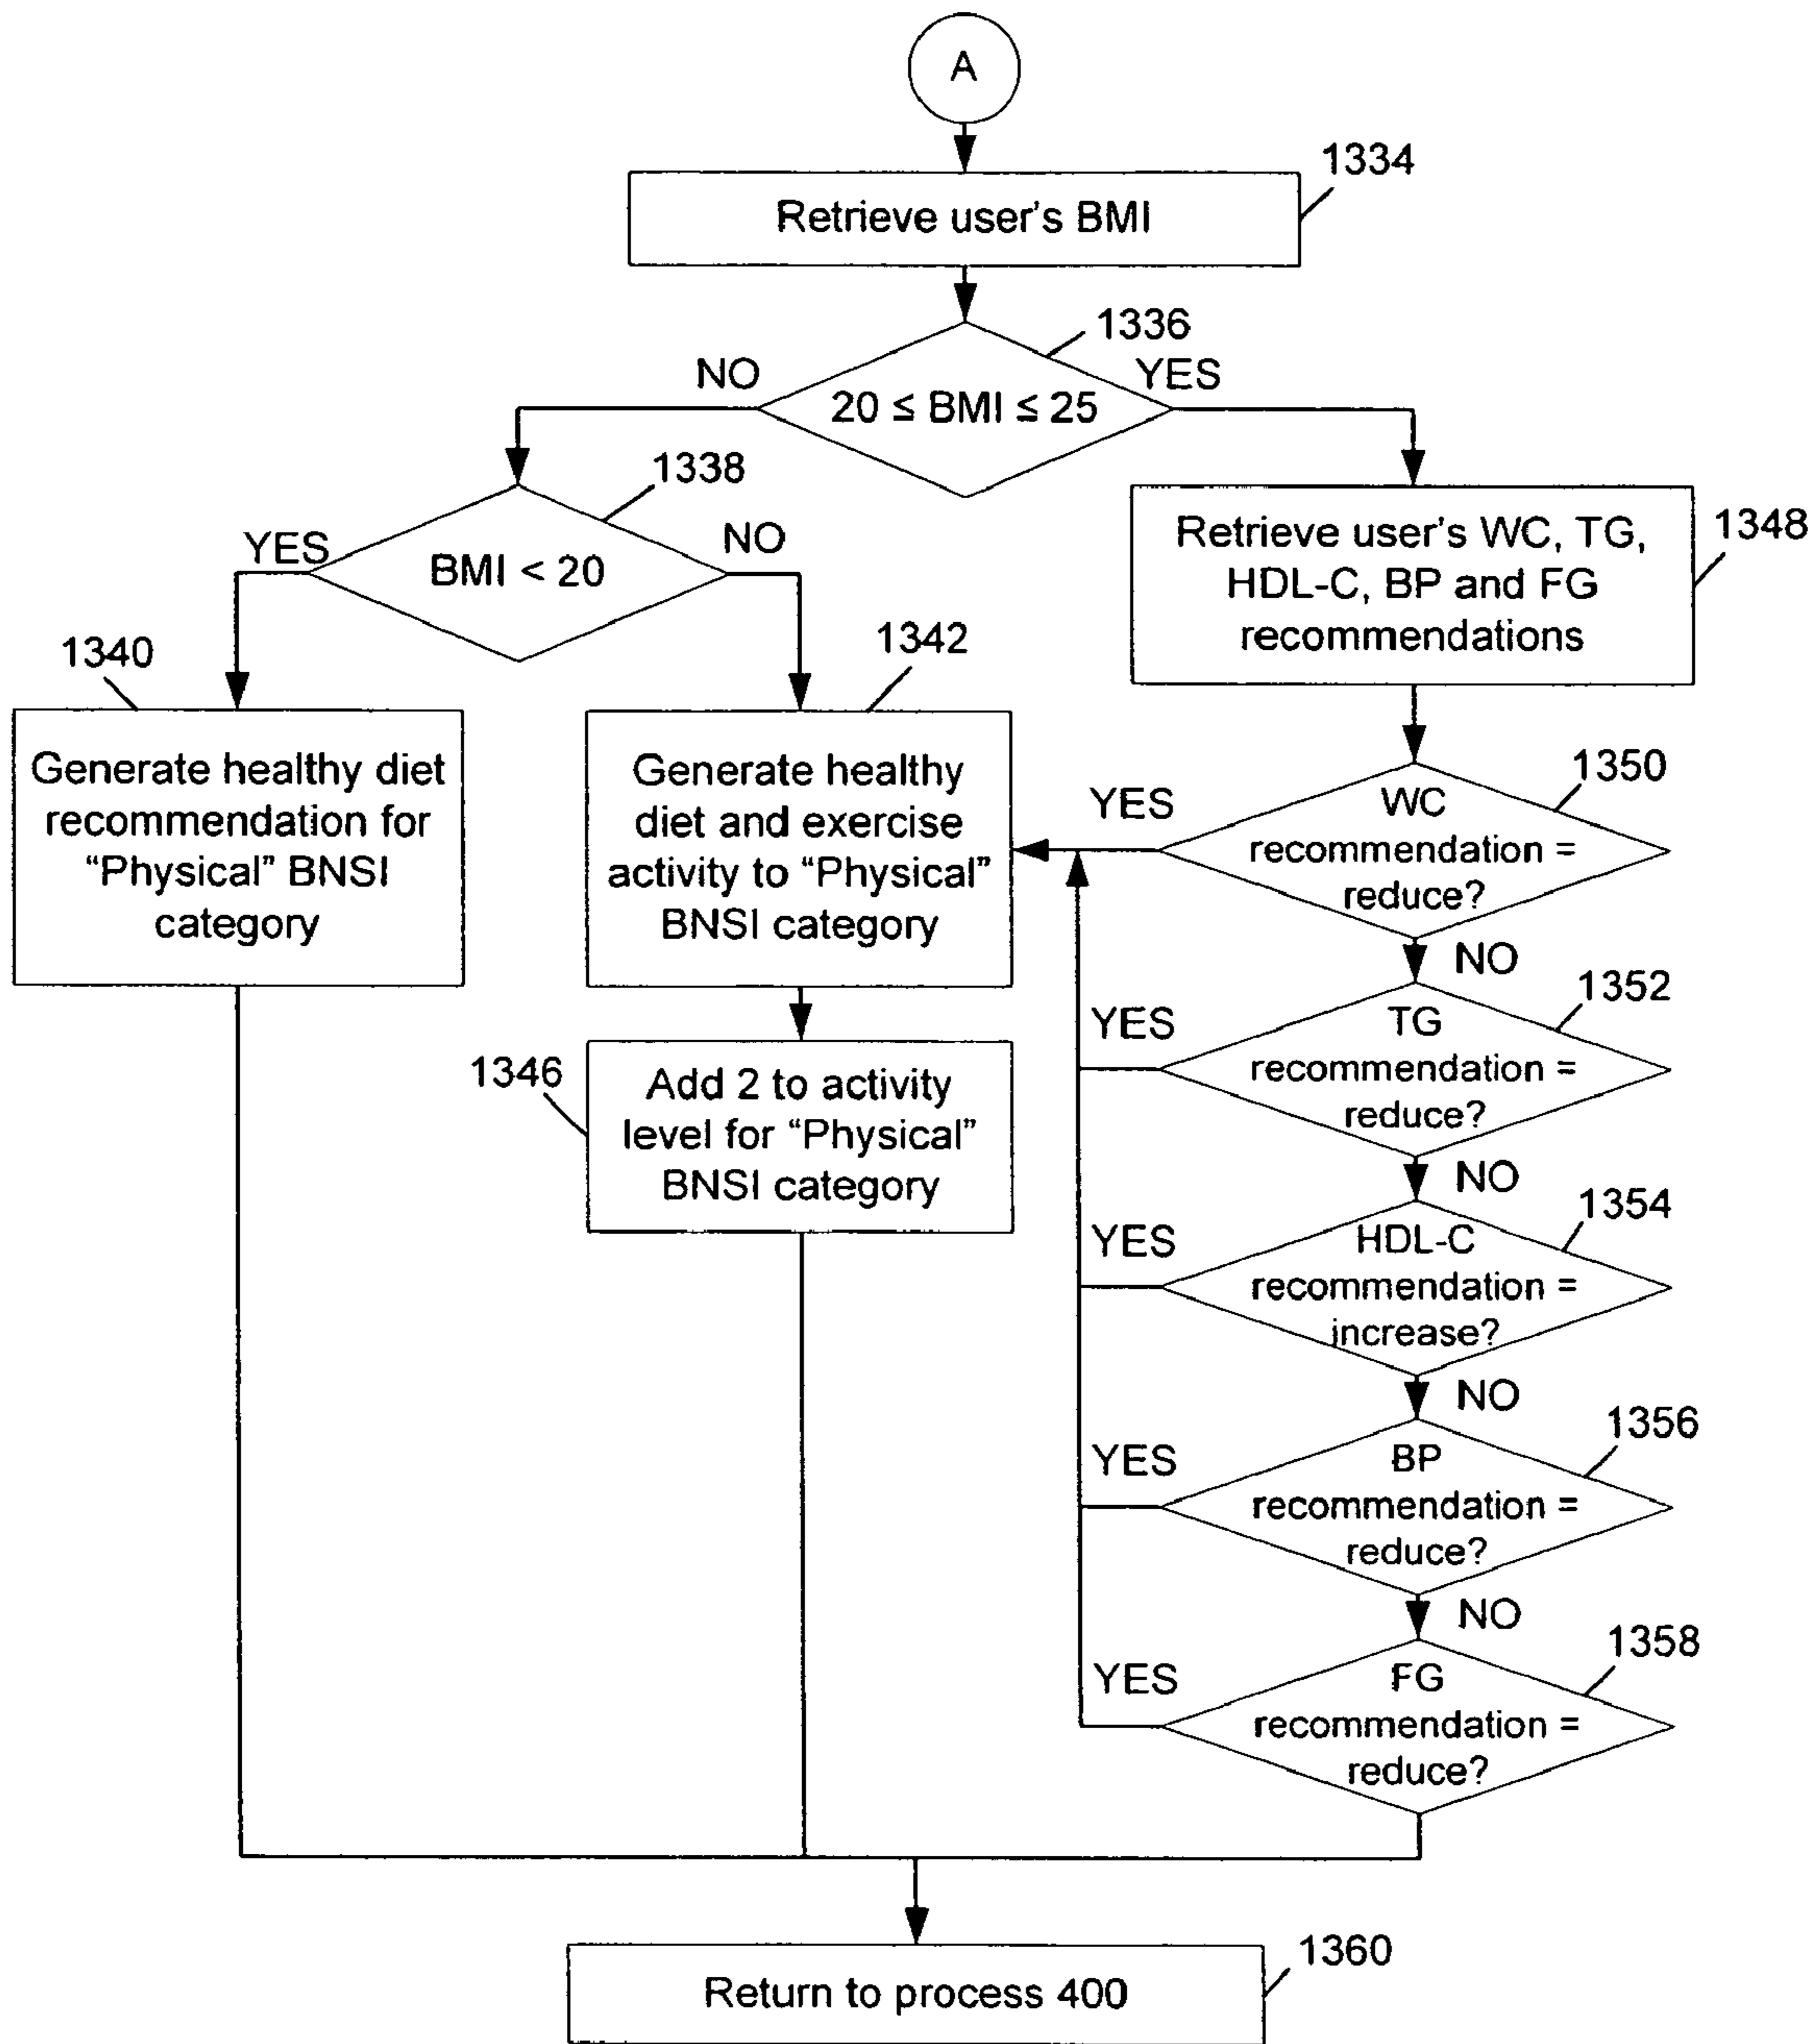 A
1334
Retrieve user's BMI
1336
NO
YES
20 ≤ BMI ≤ 25
1338
YES
NO
BMI < 20
1348
Retrieve user's WC, TG,
HDL-C, BP and FG
recommendations
1340
1342
Generate healthy diet
recommendation for
“Physical” BNSI
category
Generate healthy
diet and exercise
activity to “Physical”
BNSI category
1350
YES
WC
recommendation =
reduce?
NO
1346
Add 2 to activity
level for “Physical”
BNSI category
1352
YES
TG
recommendation =
reduce?
NO
1354
YES
HDL-C
recommendation =
increase?
NO
1356
YES
BP
recommendation =
reduce?
NO
1358
YES
FG
recommendation =
reduce?
1360
Return to process 400